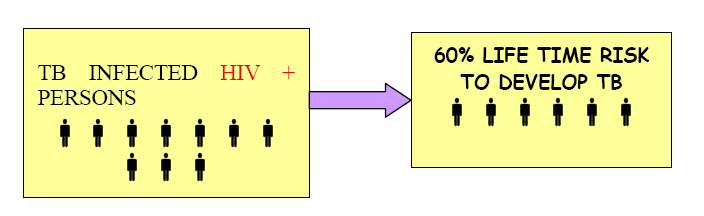 TB INFECTED HIV +
PERSONS
60% LIFE TIME RISK
TO DEVELOP TB